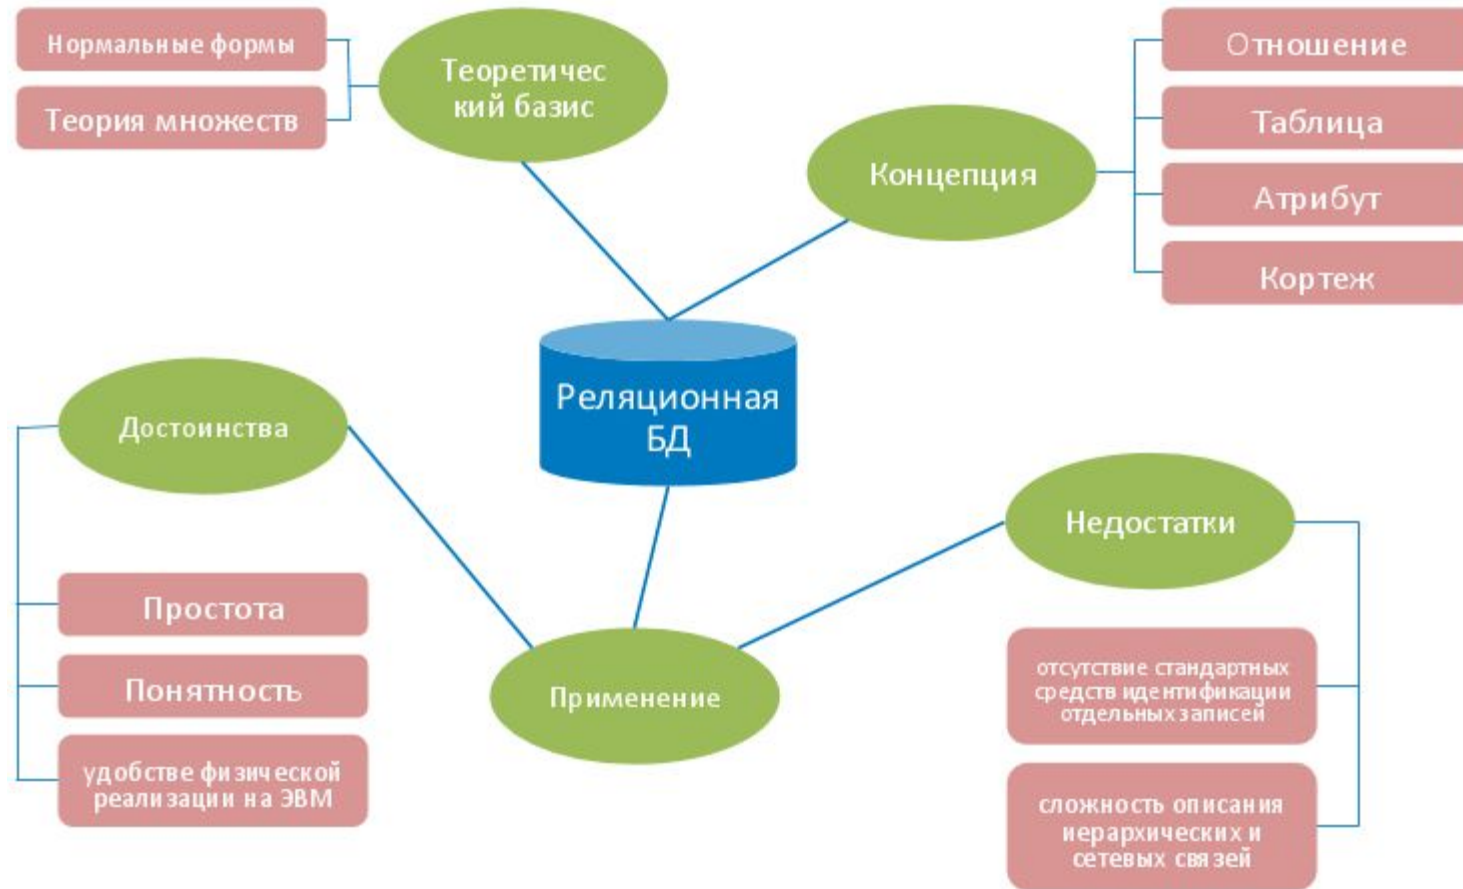 Нормальные формы
Теория множеств
Теоретичес
кий базис
Концепция
Отношение
Таблица
Атрибут
Кортеж
Реляционная
БД
Достоинства
Простота
Понятность
удобстве физической
реализации на ЭВМ
Применение
Недостатки
отсутствие стандартных
средств идентификации
отдельных записей
сложность описания
иерархических и
сетевых связей